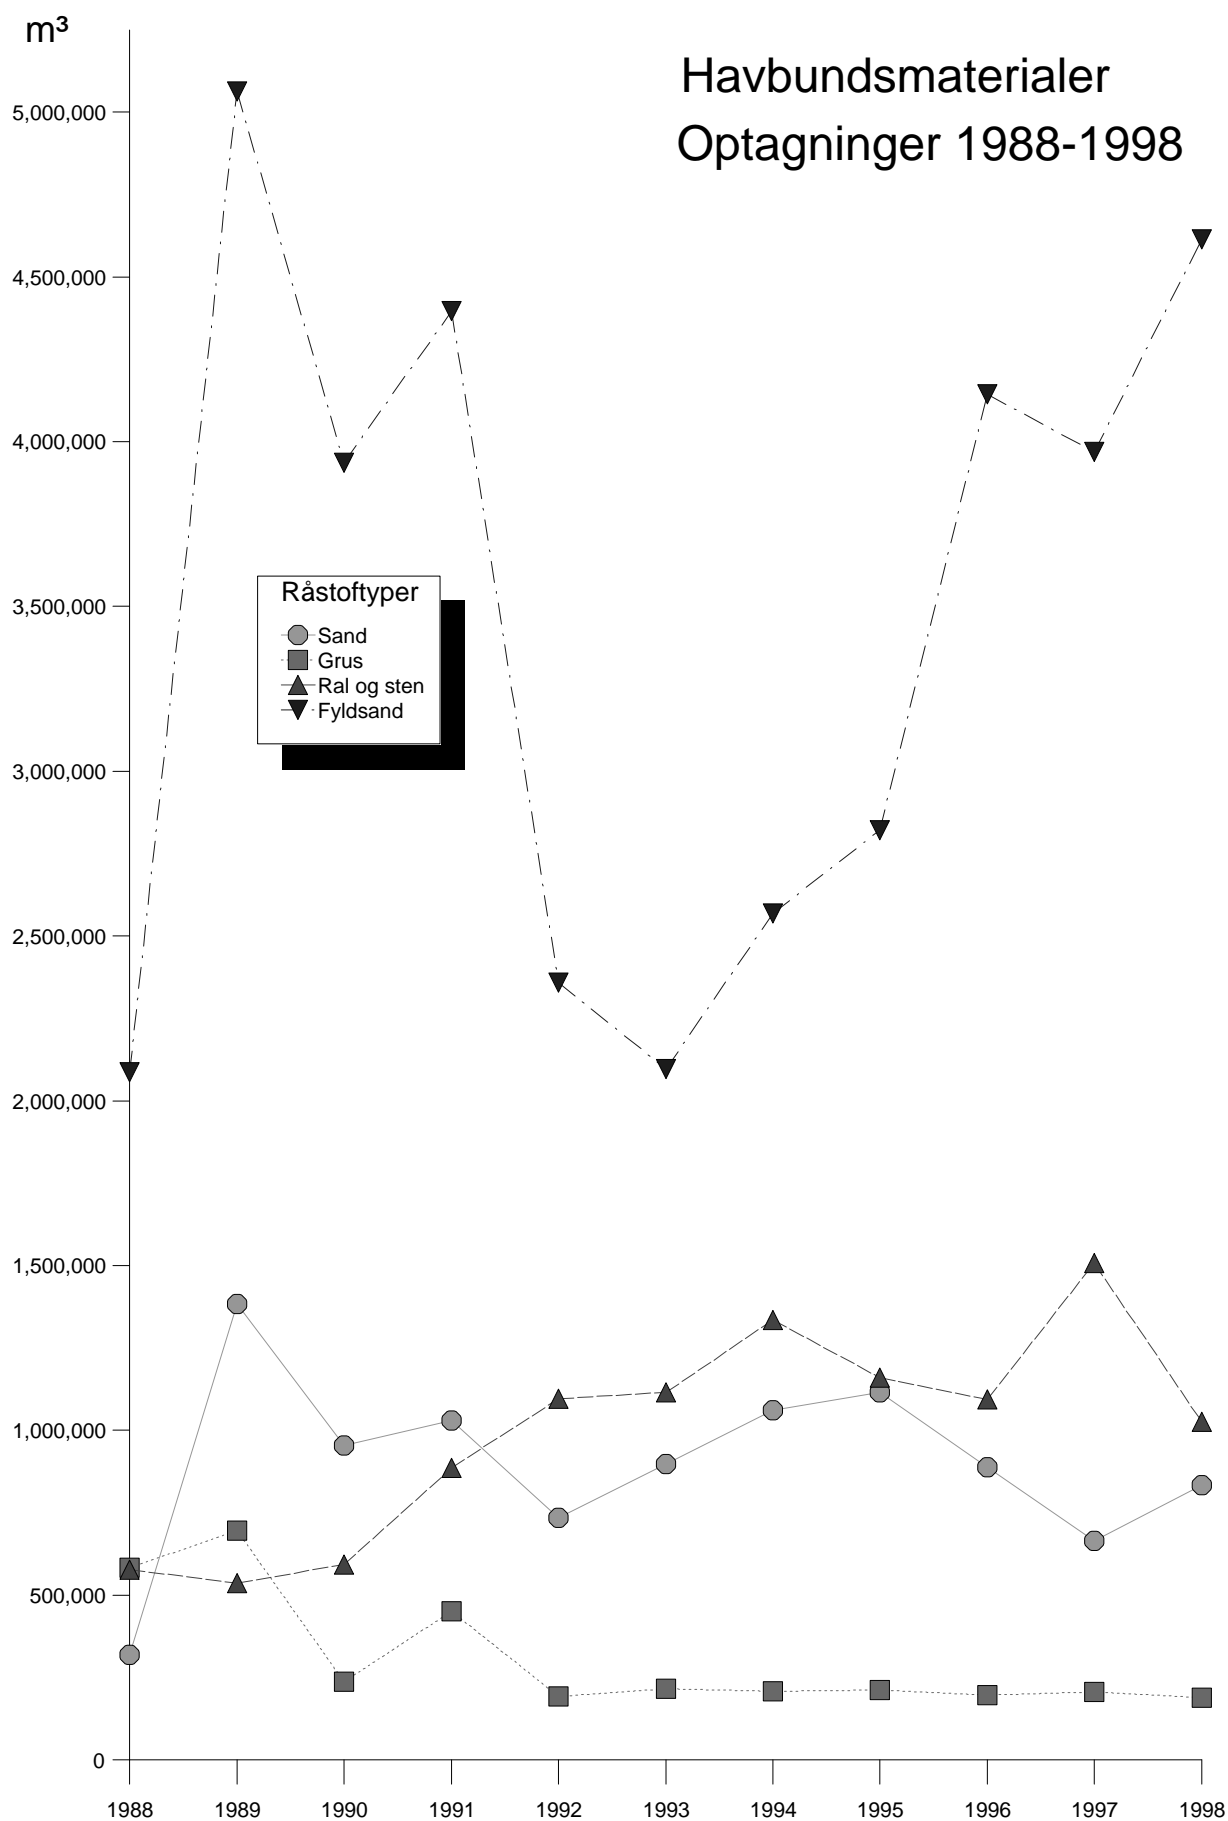 m³
Havbundsmaterialer
Optagninger 1988-1998
5,000,000
4,500,000
4,000,000
3,500,000
Råstoftyper
Sand
Grus
Ral og sten
Fyldsand
3,000,000
2,500,000
2,000,000
1,500,000
1,000,000
500,000
0
1988 1989 1990 1991 1992 1993 1994 1995 1996 1997 1998